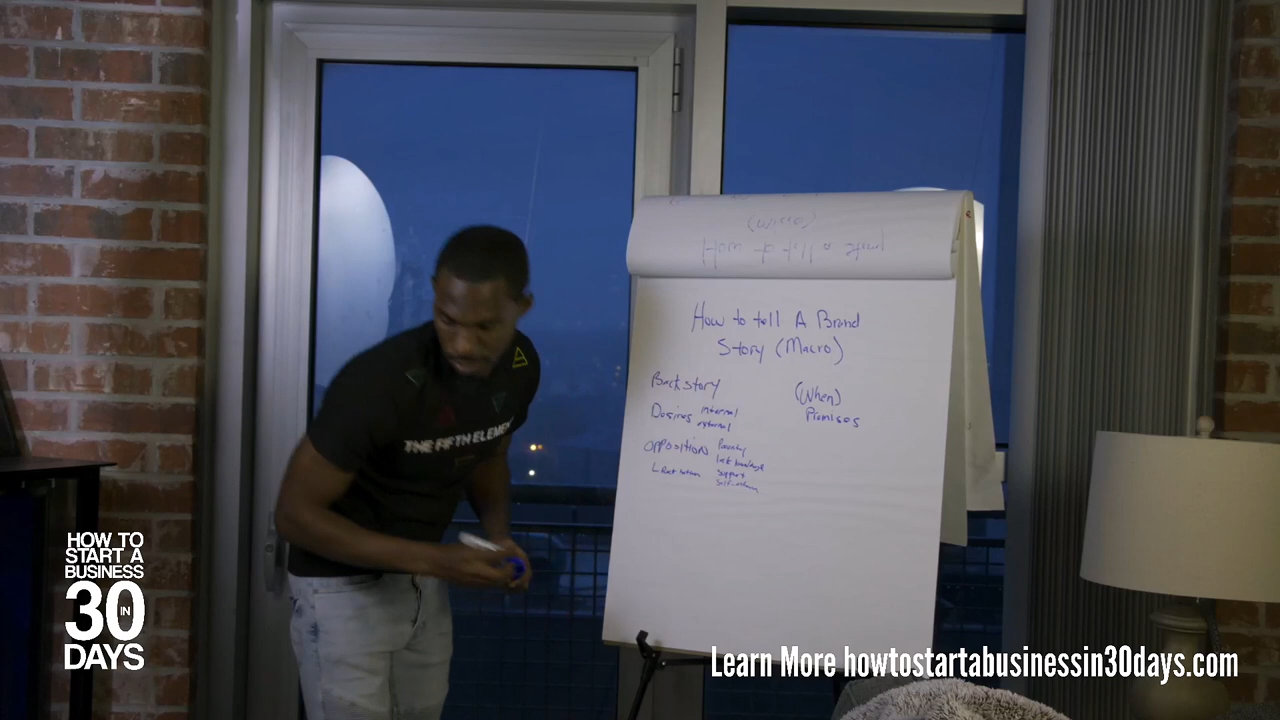 How to tell A Brand
Story (Macro)
Backstory
(When)
Desires internal
external
Promises
Opposition Poverty
lack knowledge
support
THE FIFTH ELEMENT
HOW TO
START A
BUSINESS
30 IN
DAYS
Learn More howtostartabusinessin30days.com